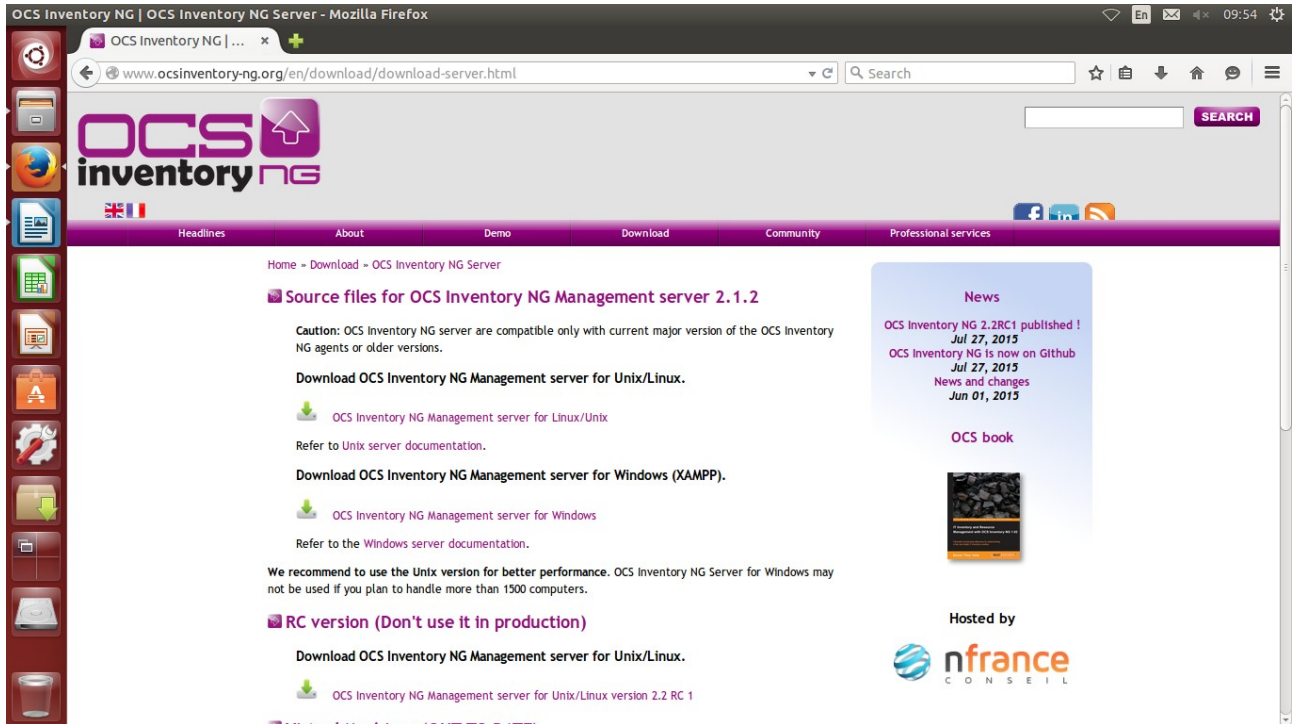 OCS Inventory NG | OCS Inventory NG Server - Mozilla Firefox
En
09:54
OCS Inventory NG | ...
www.ocsinventory-ng.org/en/download/download-server.html
Search
OCS
inventory NG
SEARCH
Headlines About Demo Download Community Professional services
Home » Download » OCS Inventory NG Server
Source files for OCS Inventory NG Management server 2.1.2
Caution: OCS Inventory NG server are compatible only with current major version of the OCS Inventory
NG agents or older versions.
Download OCS Inventory NG Management server for Unix/Linux.
OCS Inventory NG Management server for Linux/Unix
Refer to Unix server documentation.
Download OCS Inventory NG Management server for Windows (XAMPP).
OCS Inventory NG Management server for Windows
Refer to the Windows server documentation.
We recommend to use the Unix version for better performance. OCS Inventory NG Server for Windows may
not be used if you plan to handle more than 1500 computers.
RC version (Don't use it in production)
Download OCS Inventory NG Management server for Unix/Linux.
OCS Inventory NG Management server for Unix/Linux version 2.2 RC 1
News
OCS Inventory NG 2.2RC1 published !
Jul 27, 2015
OCS Inventory NG is now on Github
Jul 27, 2015
News and changes
Jun 01, 2015
OCS book
Hosted by
nfrance
CONSEIL